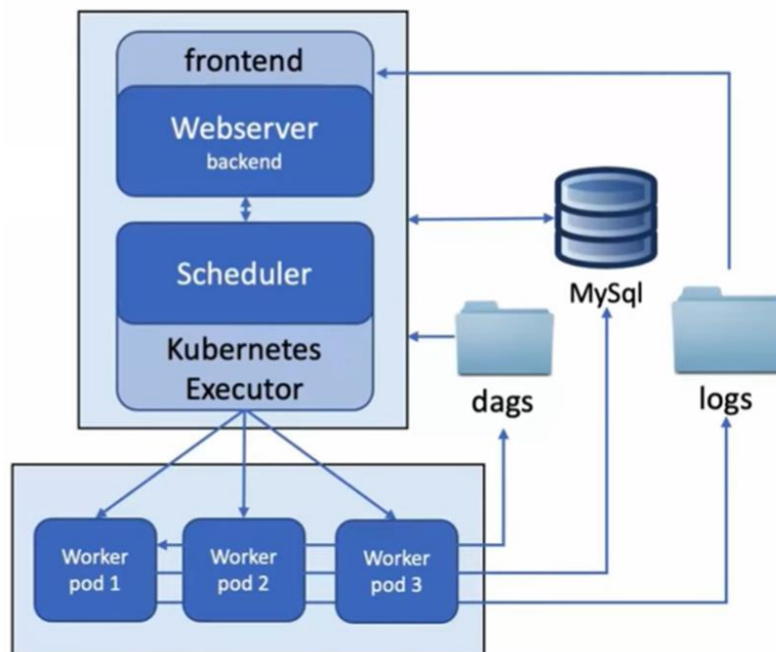 frontend
Webserver
backend
Scheduler
MySql
Kubernetes
Executor
dags
logs
Worker
pod 1
Worker
pod 2
Worker
pod 3